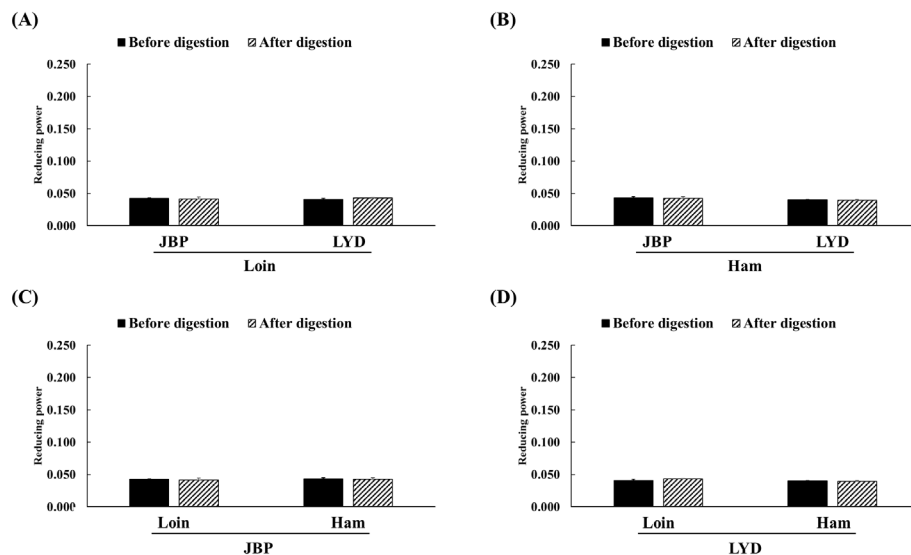 (A)
Before digestion After digestion
Reducing power
0.250
0.200
0.150
0.100
0.050
0.000
JBP LYD
Loin
(B)
Before digestion After digestion
Reducing power
0.250
0.200
0.150
0.100
0.050
0.000
JBP LYD
Ham
(C)
Before digestion After digestion
Reducing power
0.250
0.200
0.150
0.100
0.050
0.000
Loin Ham
JBP
(D)
Before digestion After digestion
Reducing power
0.250
0.200
0.150
0.100
0.050
0.000
Loin Ham
LYD